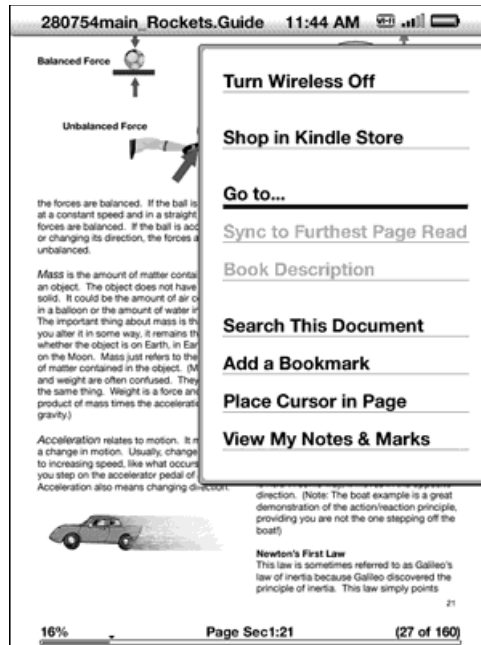 280754main_Rockets.Guide 11:44 AM Wi-Fi
Balanced Force
Unbalanced Force
the forces are balanced. If the ball is
at a constant speed and in a straight
forces are balanced. If the ball is acc
or changing its direction, the forces a
unbalanced.
Mass is the amount of matter contai
an object. The object does not have
solid. It could be the amount of air o
in a balloon or the amount of water in
The important thing about mass is th
you alter it in some way, it remains th
whether the object is on Earth, in Ear
on the Moon. Mass just refers to the
of matter contained in the object. (M
and weight are often confused. They
the same thing. Weight is a force and
product of mass times the acceleratio
gravity.)
Acceleration relates to motion. It m
a change in motion. Usually, change
to increasing speed, like what occurs
you step on the accelerator pedal of
Acceleration also means changing direction.
Turn Wireless Off
Shop in Kindle Store
Go to...
Sync to Furthest Page Read
Book Description
Search This Document
Add a Bookmark
Place Cursor in Page
View My Notes & Marks
direction. (Note: The boat example is a great
demonstration of the action/reaction principle,
providing you are not the one stepping off the
boat!)
Newton's First Law
This law is sometimes referred to as Galileo's
law of inertia because Galileo discovered the
principle of inertia. This law simply points
21
16% Page Sec1:21 (27 of 160)